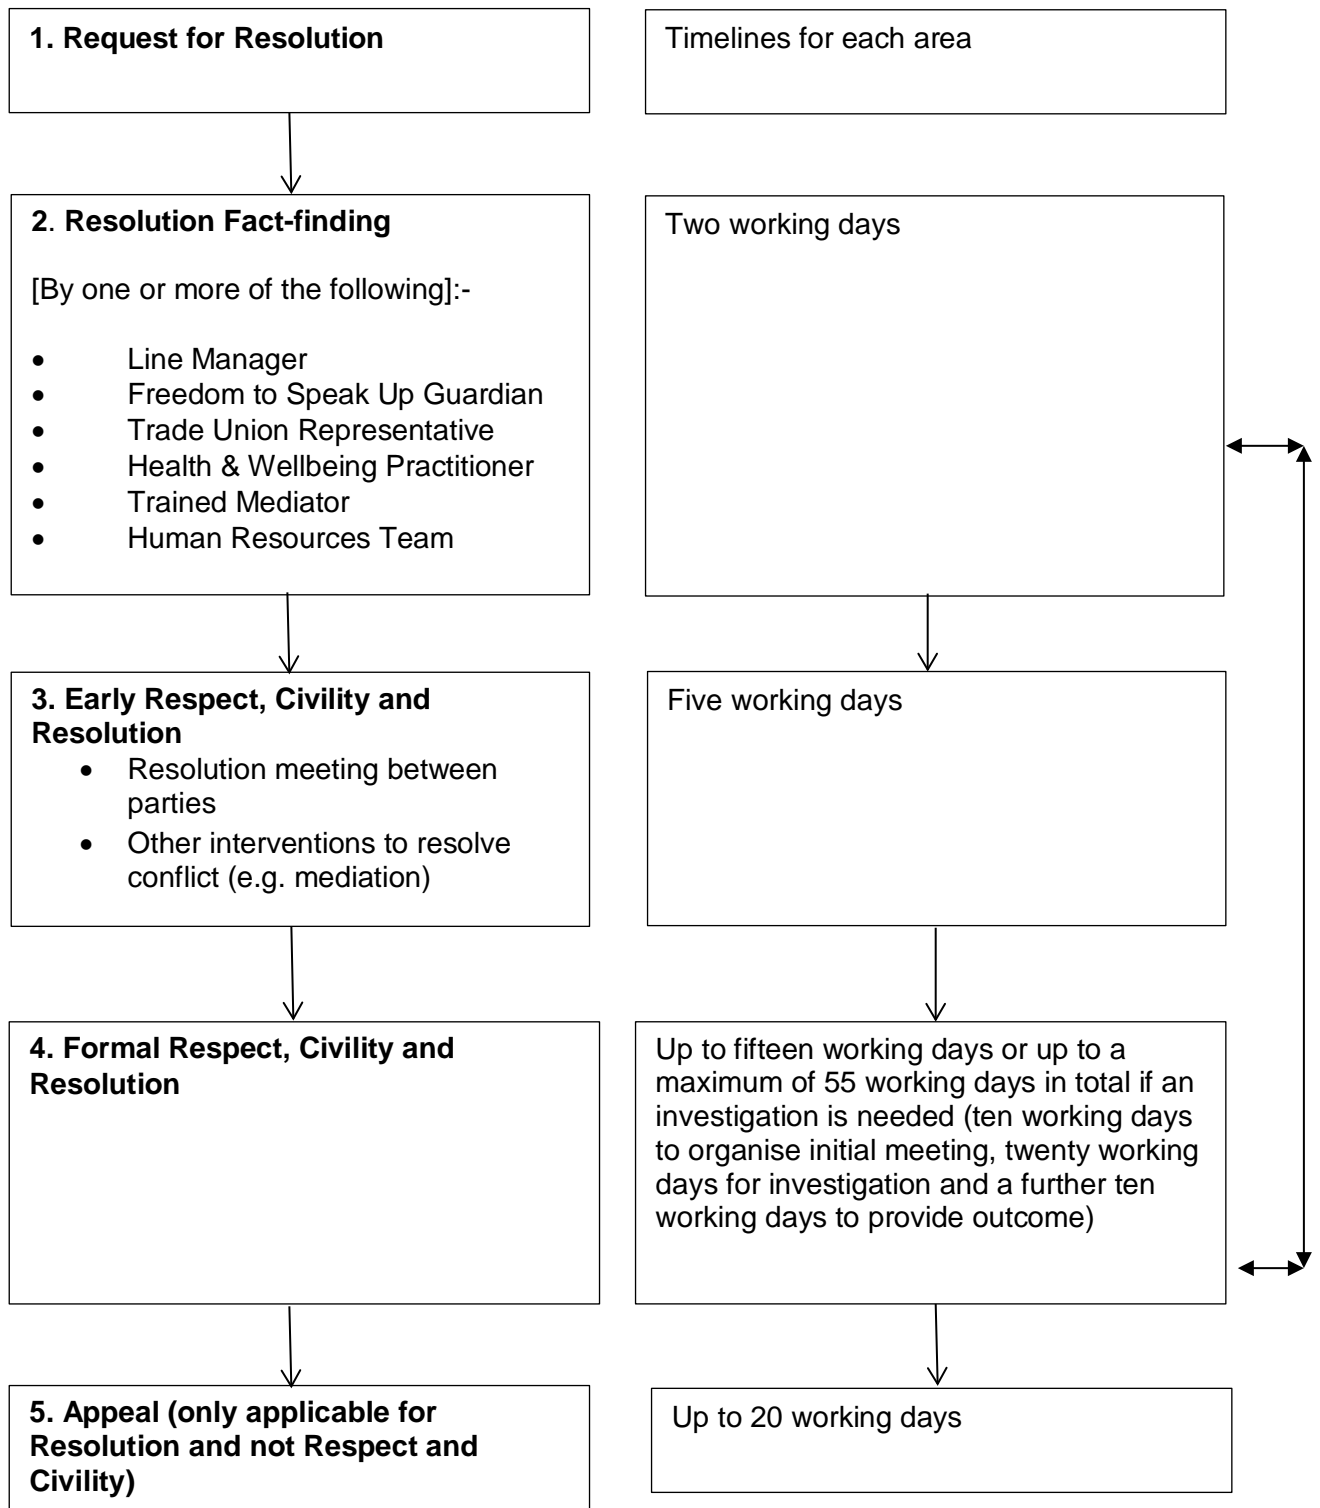 1. Request for Resolution
Timelines for each area
2. Resolution Fact-finding
[By one or more of the following]:-
• Line Manager
• Freedom to Speak Up Guardian
• Trade Union Representative
• Health & Wellbeing Practitioner
• Trained Mediator
• Human Resources Team
Two working days
3. Early Respect, Civility and
Resolution
• Resolution meeting between
parties
• Other interventions to resolve
conflict (e.g. mediation)
Five working days
4. Formal Respect, Civility and
Resolution
Up to fifteen working days or up to a
maximum of 55 working days in total if an
investigation is needed (ten working days
to organise initial meeting, twenty working
days for investigation and a further ten
working days to provide outcome)
5. Appeal (only applicable for
Resolution and not Respect and
Civility)
Up to 20 working days